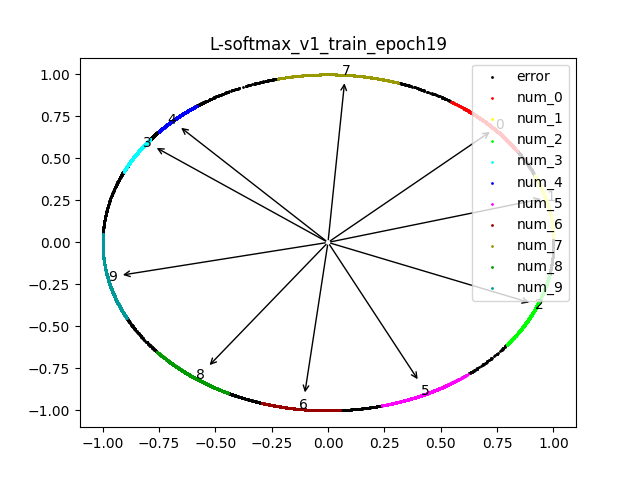 L-softmax_v1_train_epoch19
1.00
0.75
0.50
0.25
0.00
−0.25
−0.50
−0.75
−1.00
−1.00 −0.75 −0.50 −0.25 0.00 0.25 0.50 0.75 1.00
7
4
3
0
1
9
2
8
6
5
error
num_0
num_1
num_2
num_3
num_4
num_5
num_6
num_7
num_8
num_9